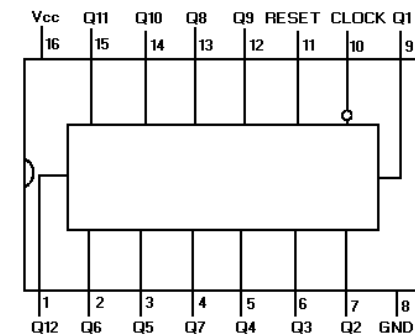 Vcc Q11 Q10 Q8 Q9 RESET CLOCK Q1
16 15 14 13 12 11 10 9
1 2 3 4 5 6 7 8
Q12 Q6 Q5 Q7 Q4 Q3 Q2 GND